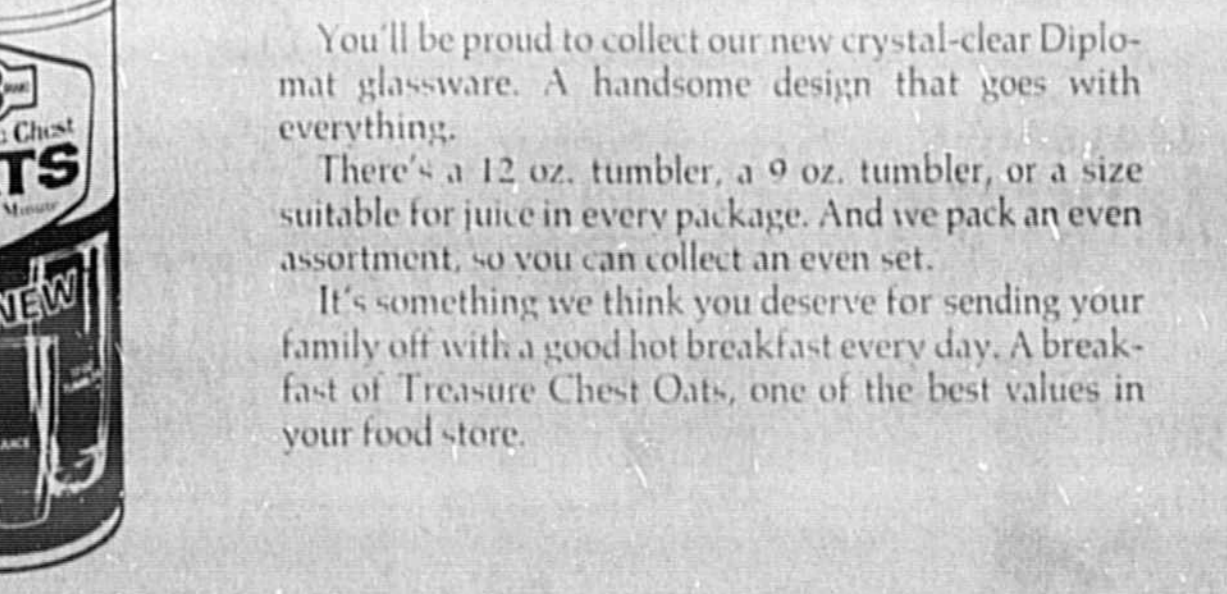 Chest
TS
Minute
NEW
You'll be proud to collect our new crystal-clear Diplo-
mat glassware. A handsome design that goes with
everything.
There's a 12 oz. tumbler, a 9 oz. tumbler, or a size
suitable for juice in every package. And we pack an even
assortment, so you can collect an even set.
It's something we think you deserve for sending your
family off with a good hot breakfast every day. A break-
fast of Treasure Chest Oats, one of the best values in
your food store.